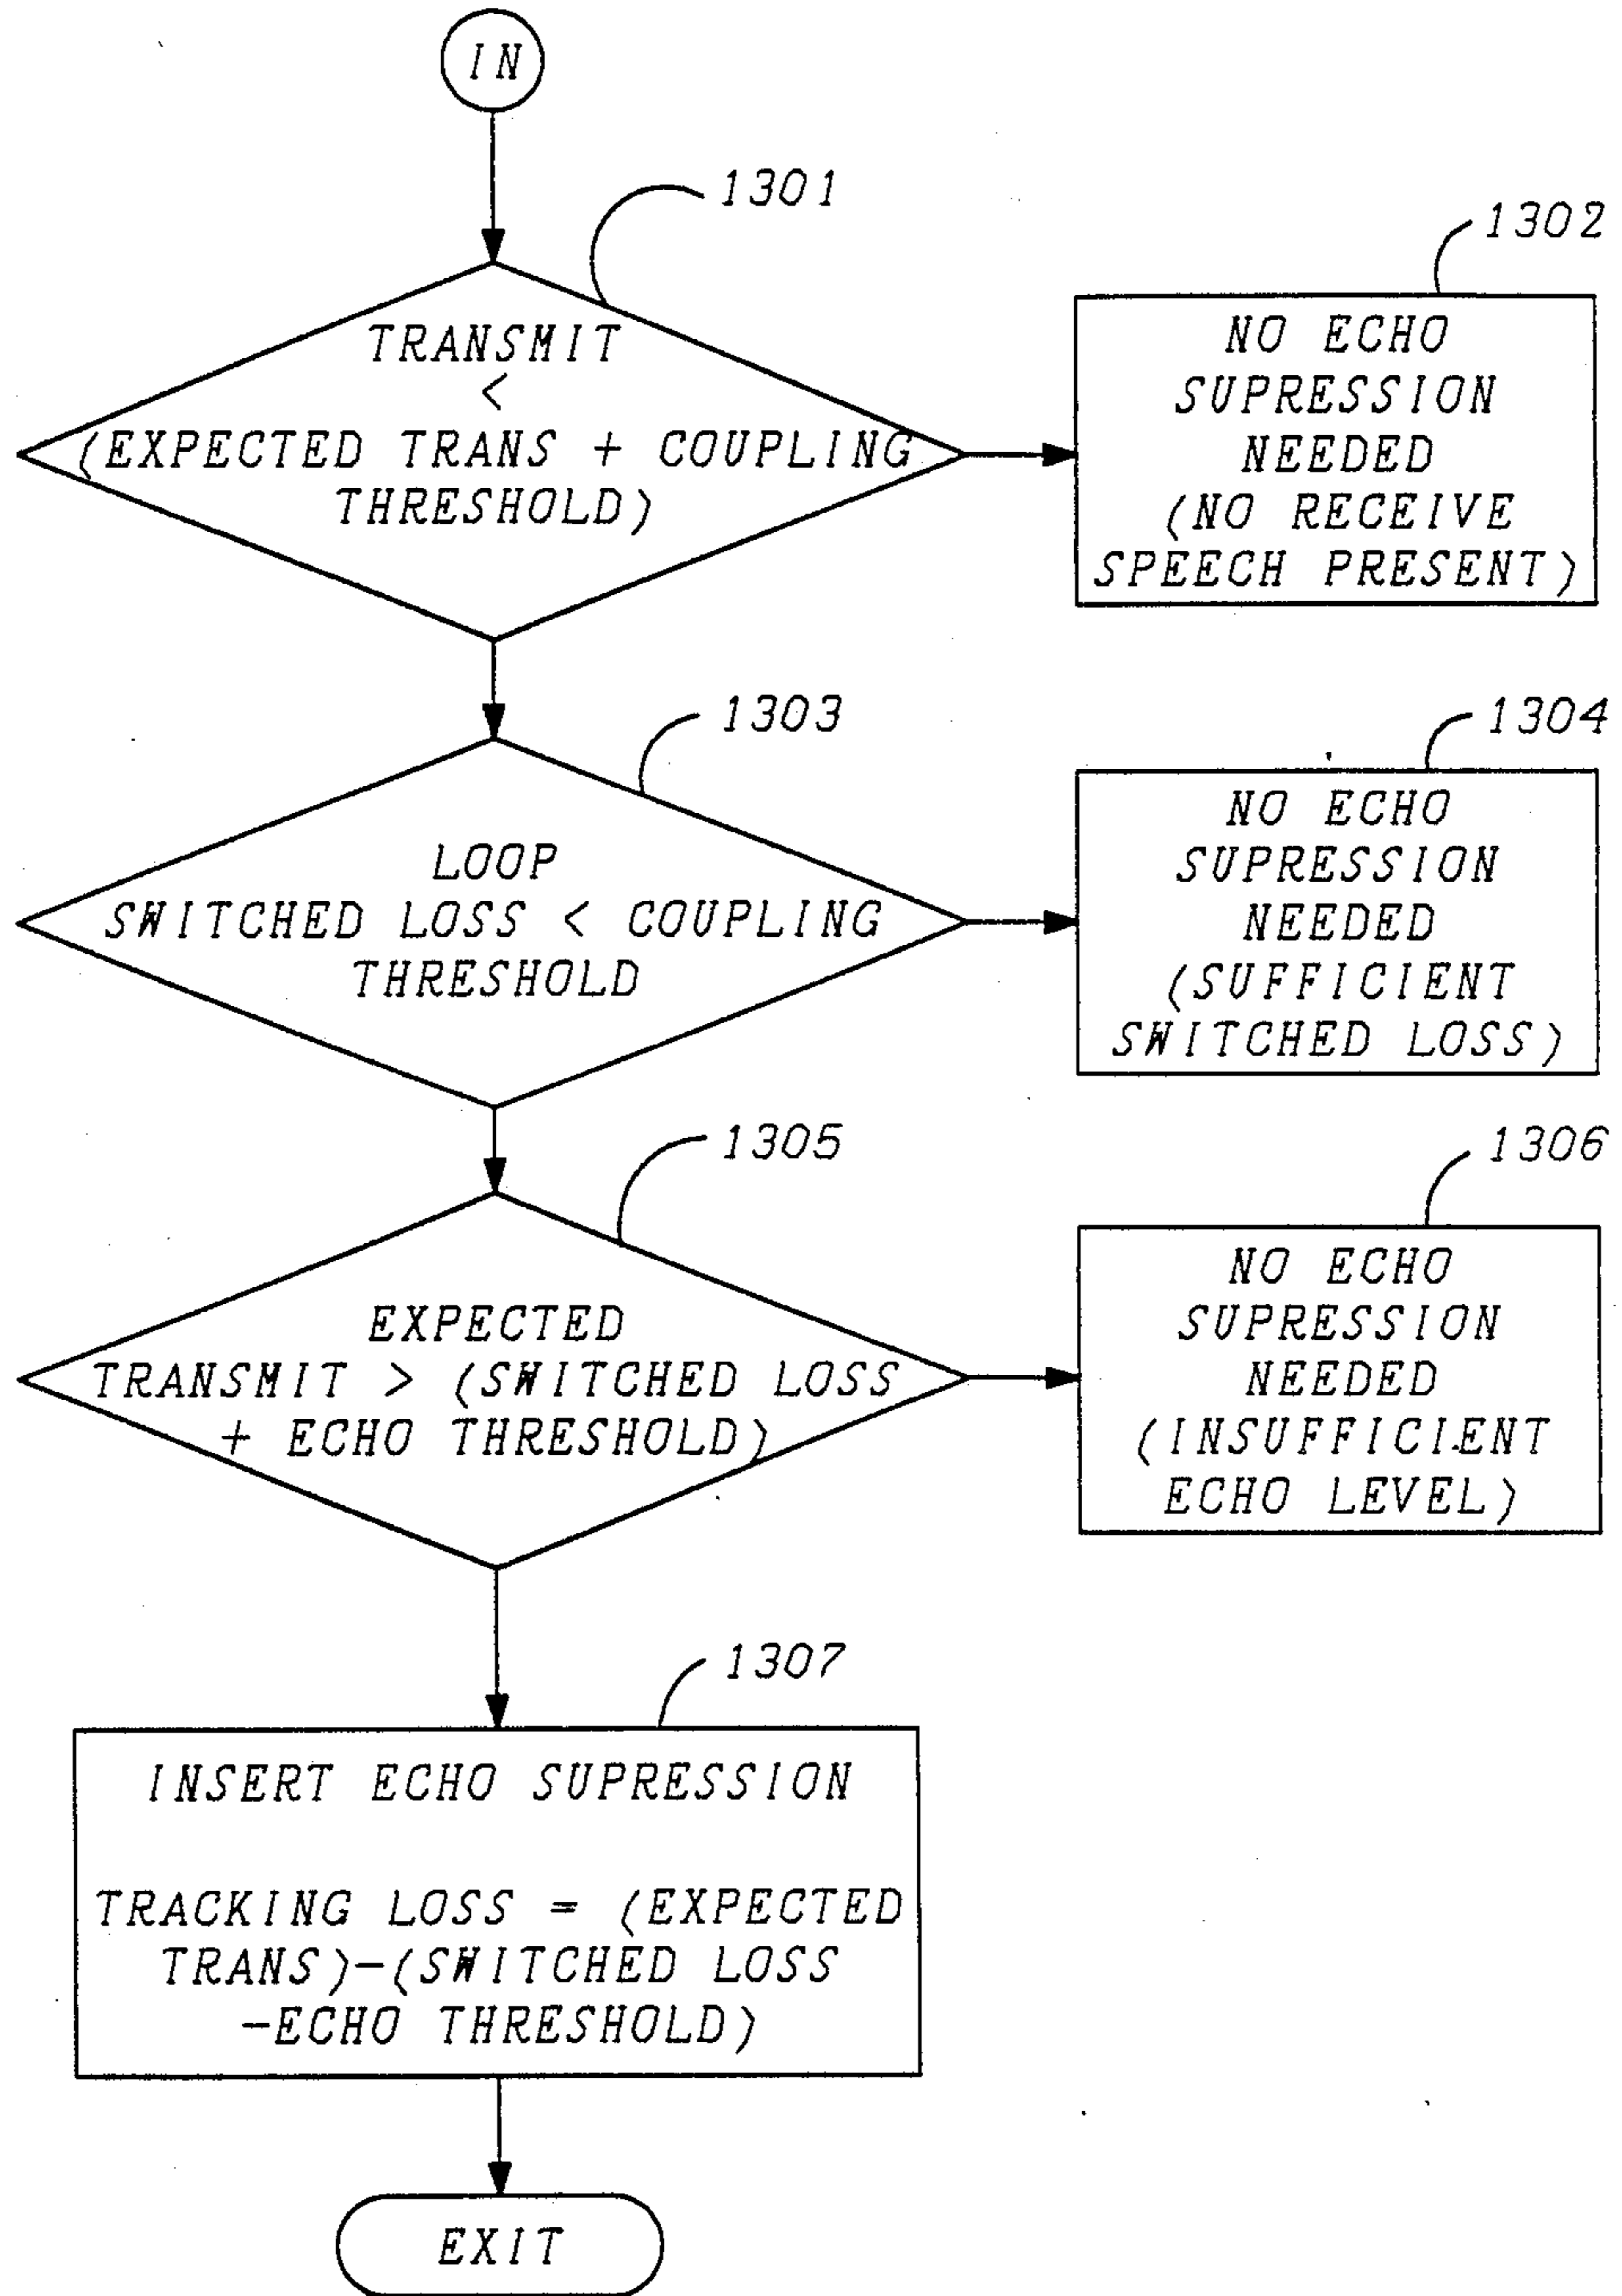 IN
1301
TRANSMIT
<
(EXPECTED TRANS + COUPLING
THRESHOLD)
1302
NO ECHO
SUPRESSION
NEEDED
(NO RECEIVE
SPEECH PRESENT)
1303
LOOP
SWITCHED LOSS < COUPLING
THRESHOLD
1304
NO ECHO
SUPRESSION
NEEDED
(SUFFICIENT
SWITCHED LOSS)
1305
EXPECTED
TRANSMIT > (SWITCHED LOSS
+ ECHO THRESHOLD)
1306
NO ECHO
SUPRESSION
NEEDED
(INSUFFICIENT
ECHO LEVEL)
1307
INSERT ECHO SUPRESSION
TRACKING LOSS = (EXPECTED
TRANS)-(SWITCHED LOSS
-ECHO THRESHOLD)
EXIT